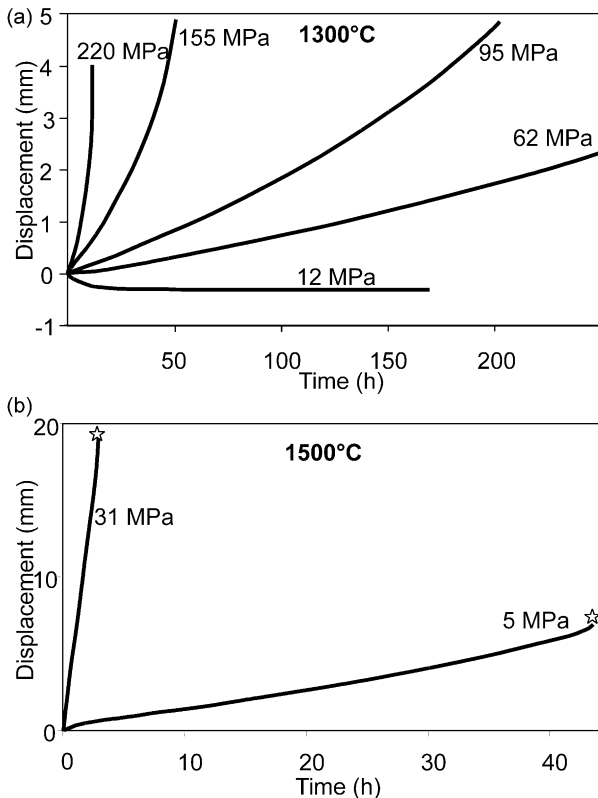 (a)
5
4
3
2
1
0
-1
Displacement (mm)
220 MPa
155 MPa
1300°C
95 MPa
62 MPa
12 MPa
50
100
150
200
Time (h)
(b)
20
10
0
Displacement (mm)
1500°C
31 MPa
5 MPa
0
10
20
30
40
Time (h)